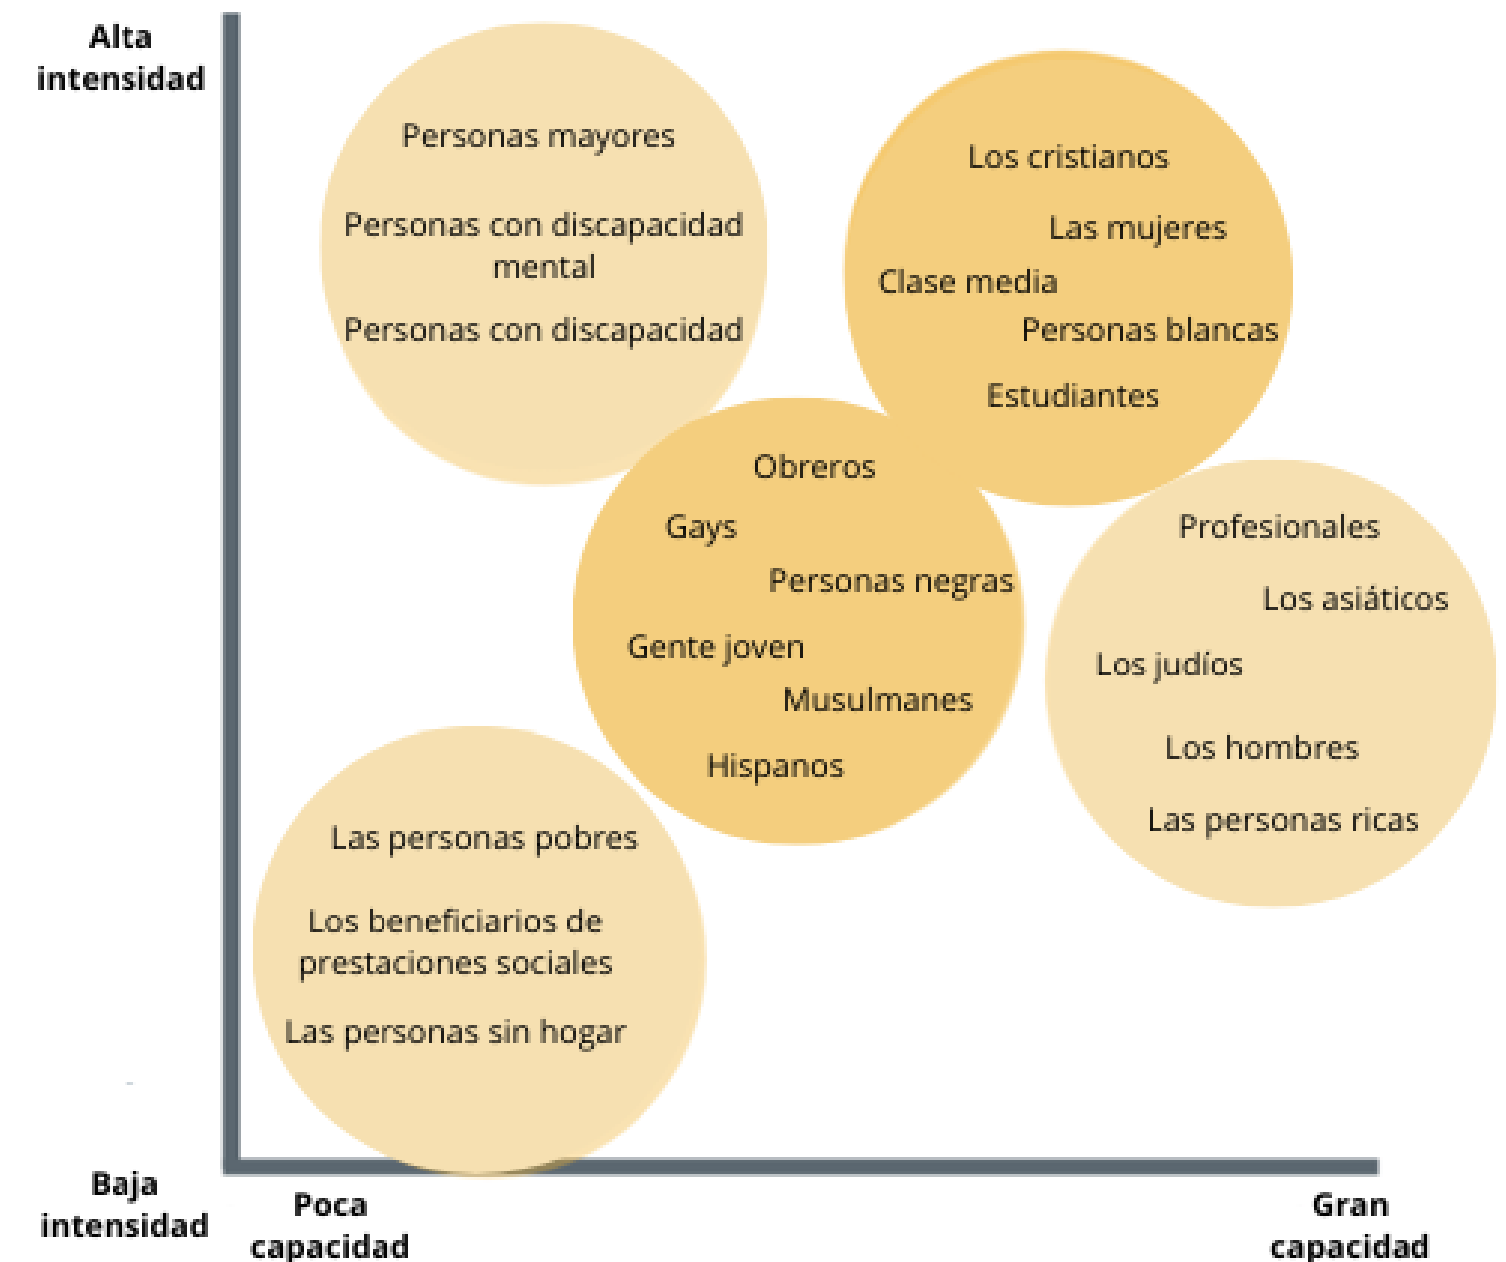 Alta
intensidad
Personas mayores
Personas con discapacidad
mental
Personas con discapacidad
Los cristianos
Las mujeres
Clase media
Personas blancas
Estudiantes
Obreros
Gays
Personas negras
Gente joven
Musulmanes
Hispanos
Profesionales
Los asiáticos
Los judíos
Los hombres
Las personas ricas
Las personas pobres
Los beneficiarios de
prestaciones sociales
Las personas sin hogar
Baja
intensidad
Poca
capacidad
Gran
capacidad